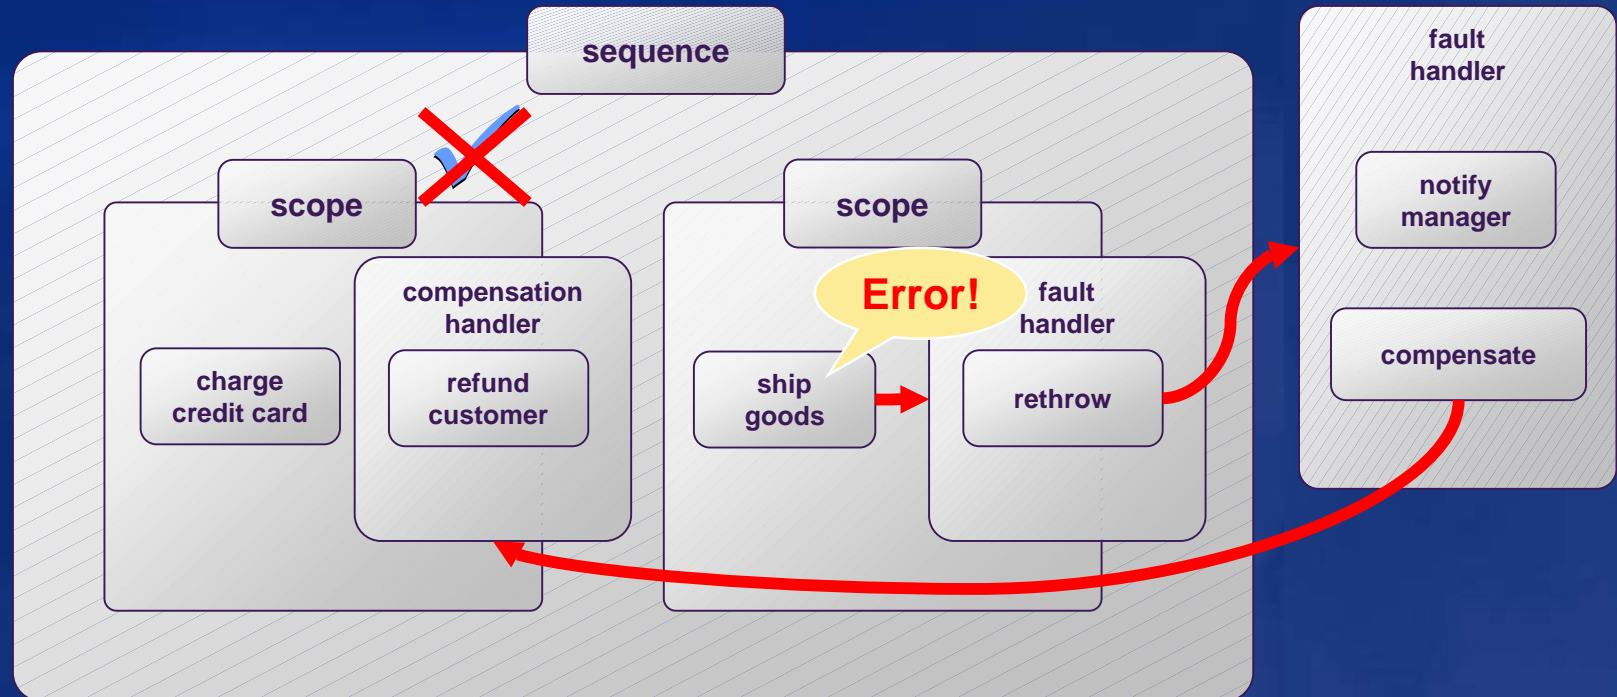 sequence
scope
compensation
handler
charge
credit card
refund
customer
scope
Error!
fault
handler
ship
goods
rethrow
fault
handler
notify
manager
compensate